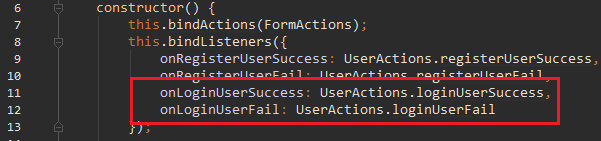 6 constructor() {
7 this.bindActions(FormActions);
8 this.bindListeners({
9 onRegisterUserSuccess: UserActions.registerUserSuccess,
10 onRegisterUserFail: UserActions.registerUserFail,
11 onLoginUserSuccess: UserActions.loginUserSuccess,
12 onLoginUserFail: UserActions.loginUserFail
13 });